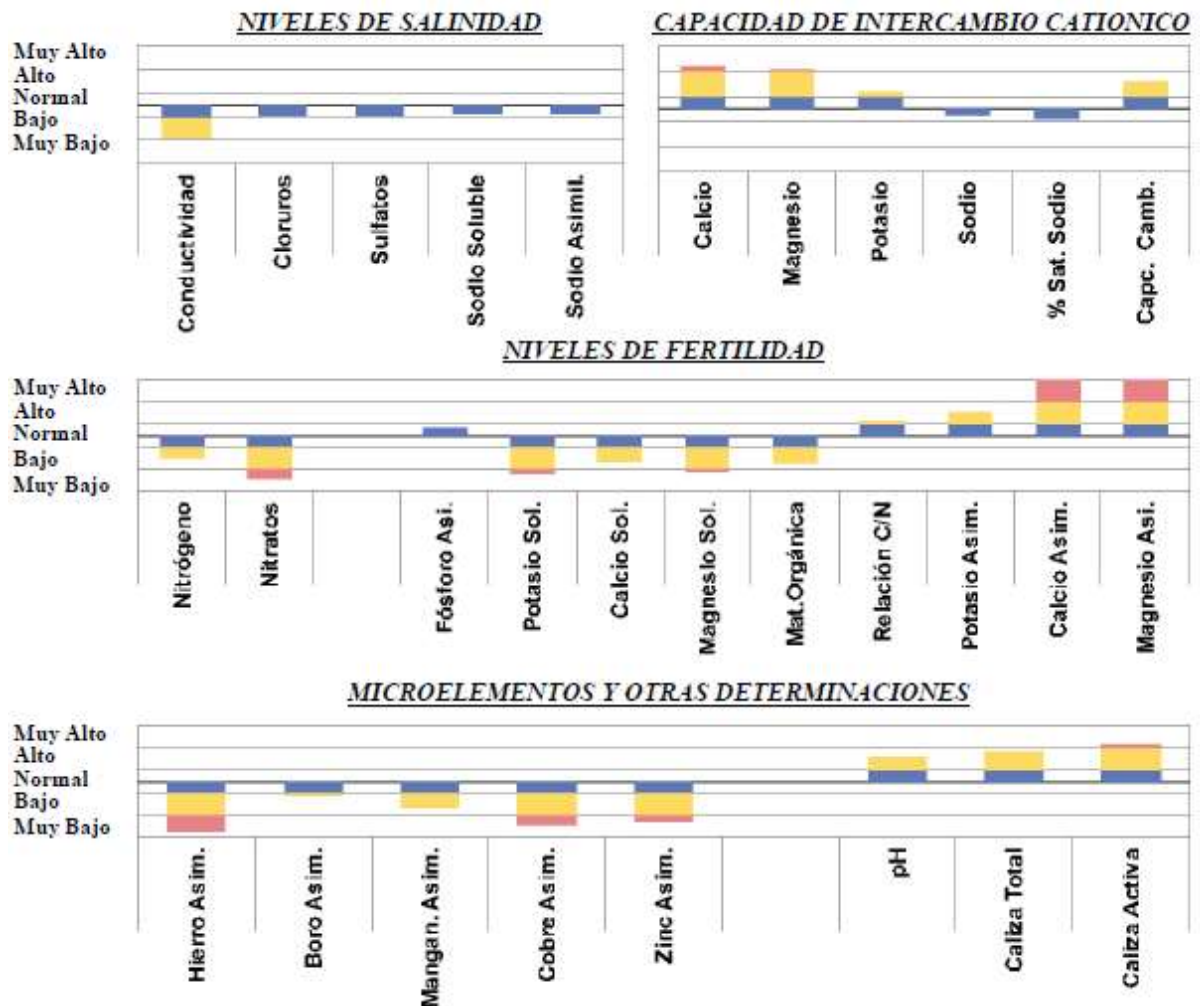 NIVELES DE SALINIDAD
Muy Alto
Alto
Normal
Bajo
Muy Bajo
Conductividad
Cloruros
Sulfatos
Sodio Soluble
Sodio Asimil.
CAPACIDAD DE INTERCAMBIO CATIONICO
Calcio
Magnesio
Potasio
Sodio
% Sat. Sodio
Capc. Camb.
NIVELES DE FERTILIDAD
Muy Alto
Alto
Normal
Bajo
Muy Bajo
Nitrógeno
Nitratos
Fósforo Asi.
Potasio Sol.
Calcio Sol.
Magnesio Sol.
Mat.Orgánica
Relación C/N
Potasio Asim.
Calcio Asim.
Magnesio Asi.
MICROELEMENTOS Y OTRAS DETERMINACIONES
Muy Alto
Alto
Normal
Bajo
Muy Bajo
Hierro Asim.
Boro Asim.
Mangan. Asim.
Cobre Asim.
Zinc Asim.
pH
Caliza Total
Caliza Activa